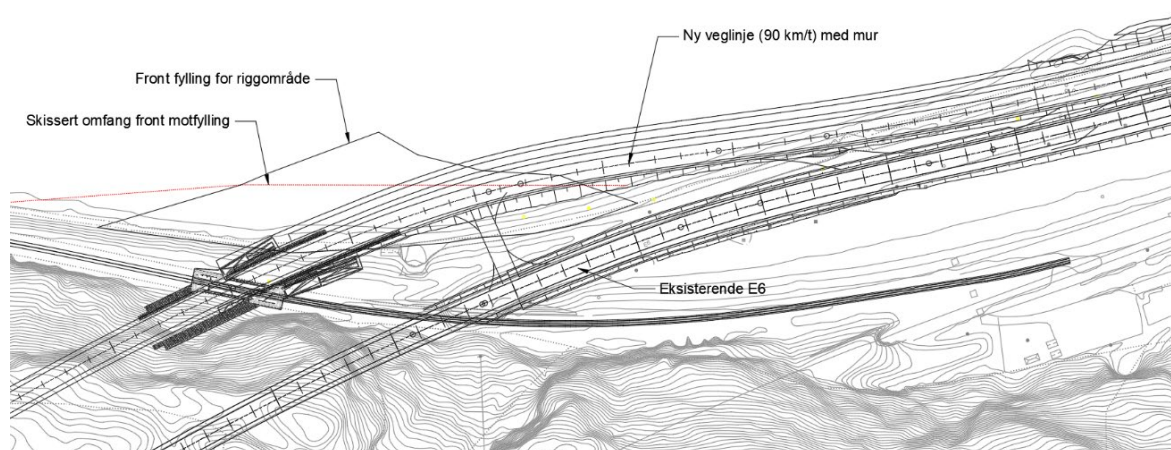 Ny veglinje (90 km/t) med mur
Front fylling for riggområde
Skissert omfang front motfylling
Eksisterende E6